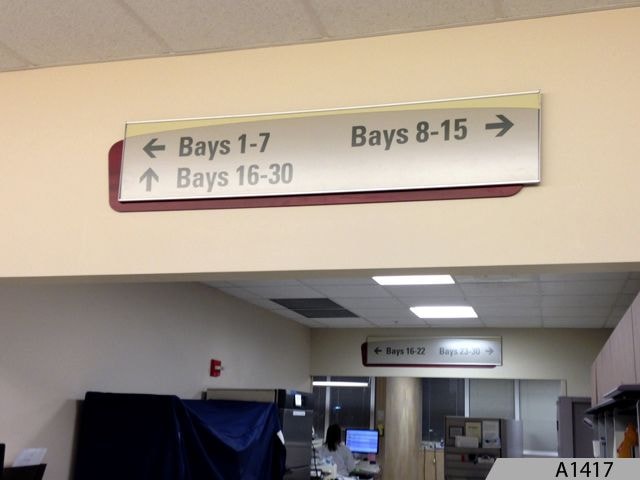 ← Bays 1-7
Bays 8-15 →
↑ Bays 16-30
← Bays 16-22
Bays 23-30 →
A1417